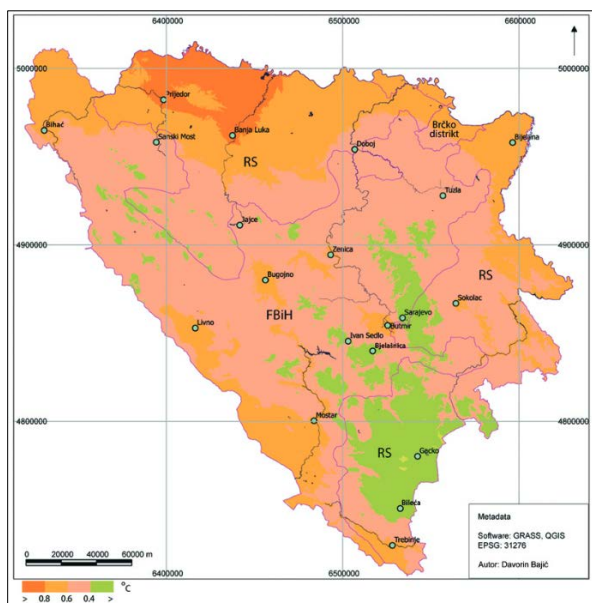 6400000
6500000
6600000
5000000
5000000
Prijedor
Bihać
Sanski Most
Banja Luka
RS
Doboj
Brčko
distrikt
Bijeljina
Tuzla
Jajce
4900000
4900000
Zenica
Bugojno
RS
Sokolac
FBiH
Sarajevo
Butmir
Livno
Ivan Sedlo
Bjelašnica
4800000
4800000
Mostar
RS
Gacko
Bileća
Trebinje
Metadata
Software: GRASS, QGIS
EPSG: 31276
Autor: Davorin Bajić
0 20000 40000 60000 m
6400000
6500000
6600000
°C
> 0.8 0.6 0.4 >